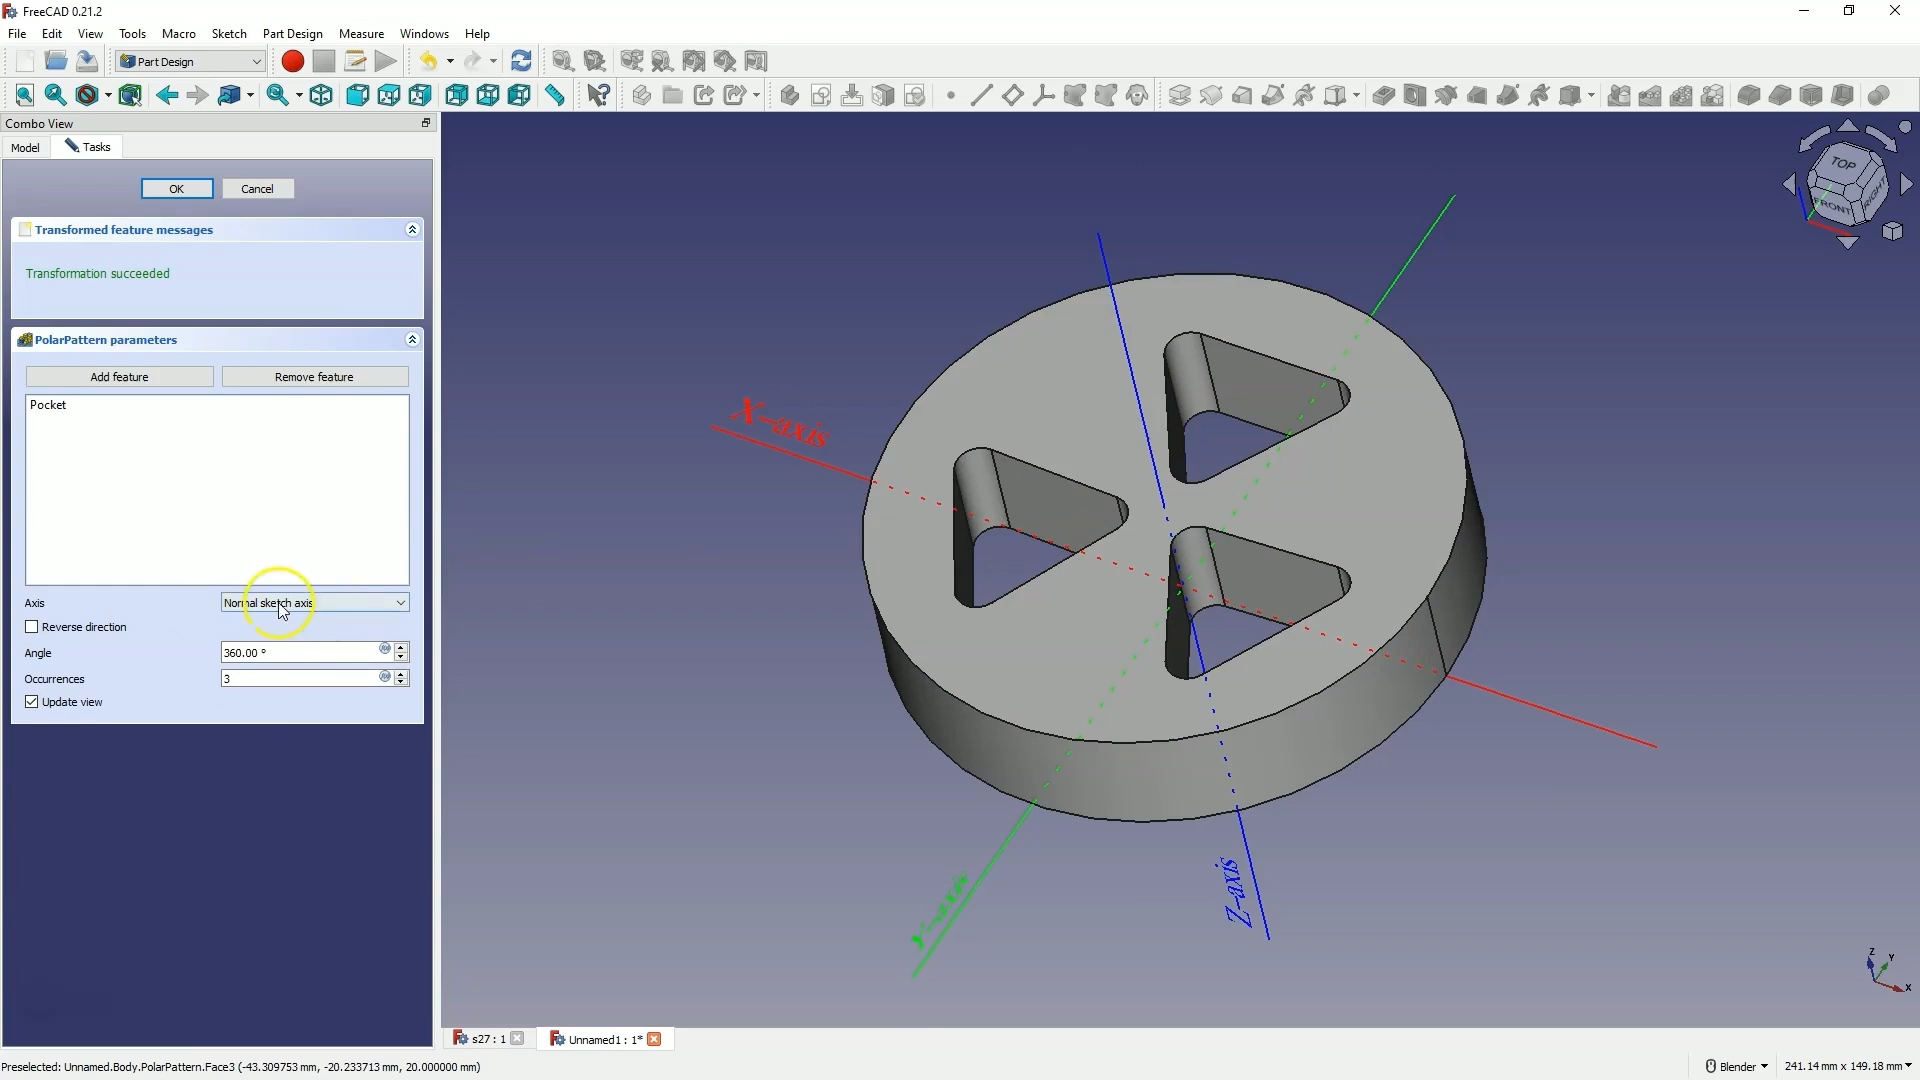 FreeCAD 0.21.2
File Edit View Tools Macro Sketch Part Design Measure Windows Help
Part Design
Combo View
Model Tasks
OK Cancel
Transformed feature messages
Transformation succeeded
PolarPattern parameters
Add feature Remove feature
Pocket
Axis Normal sketch axis
Reverse direction
Angle 360.00 °
Occurrences 3
Update view
TOP
FRONT RIGHT
X-axis
Y-axis
Z-axis
Z
Y
X
s27 : 1 Unnamed1 : 1*
Preselected: Unnamed.Body.PolarPattern.Face3 (-43.309753 mm, -20.233713 mm, 20.000000 mm) Blender 241.14 mm x 149.18 mm